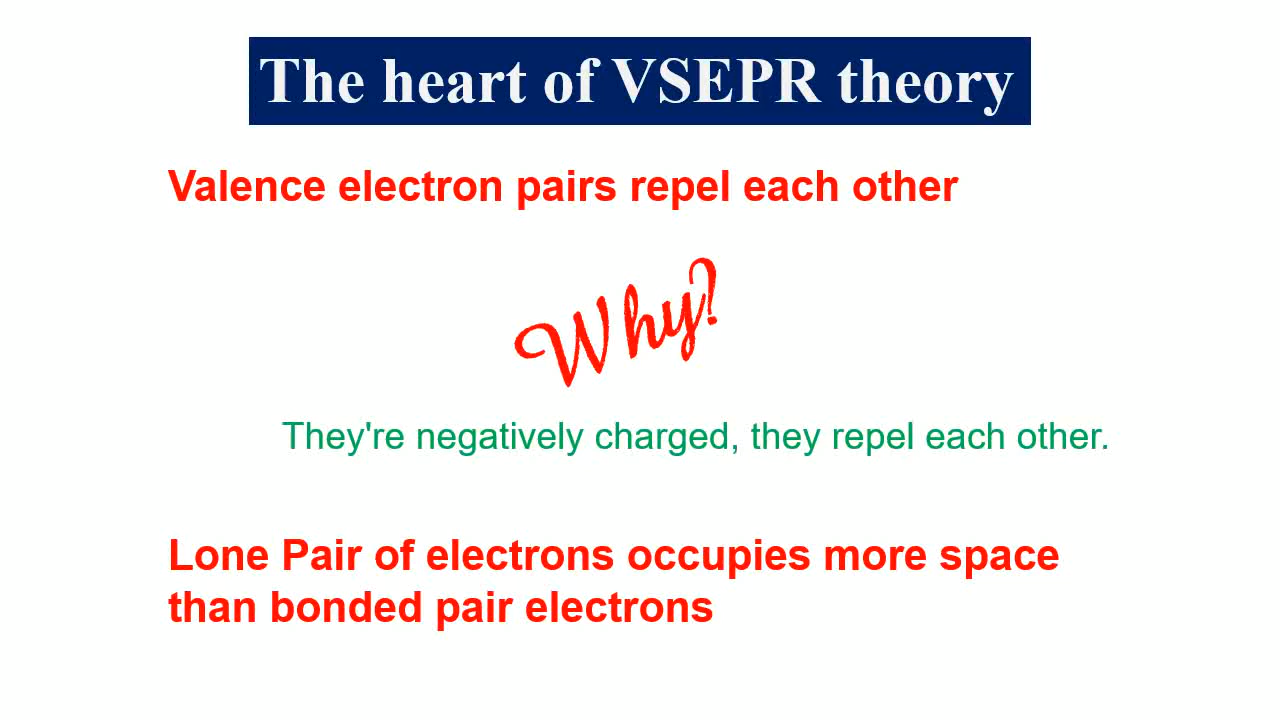 The heart of VSEPR theory
Valence electron pairs repel each other
Why?
They're negatively charged, they repel each other.
Lone Pair of electrons occupies more space
than bonded pair electrons